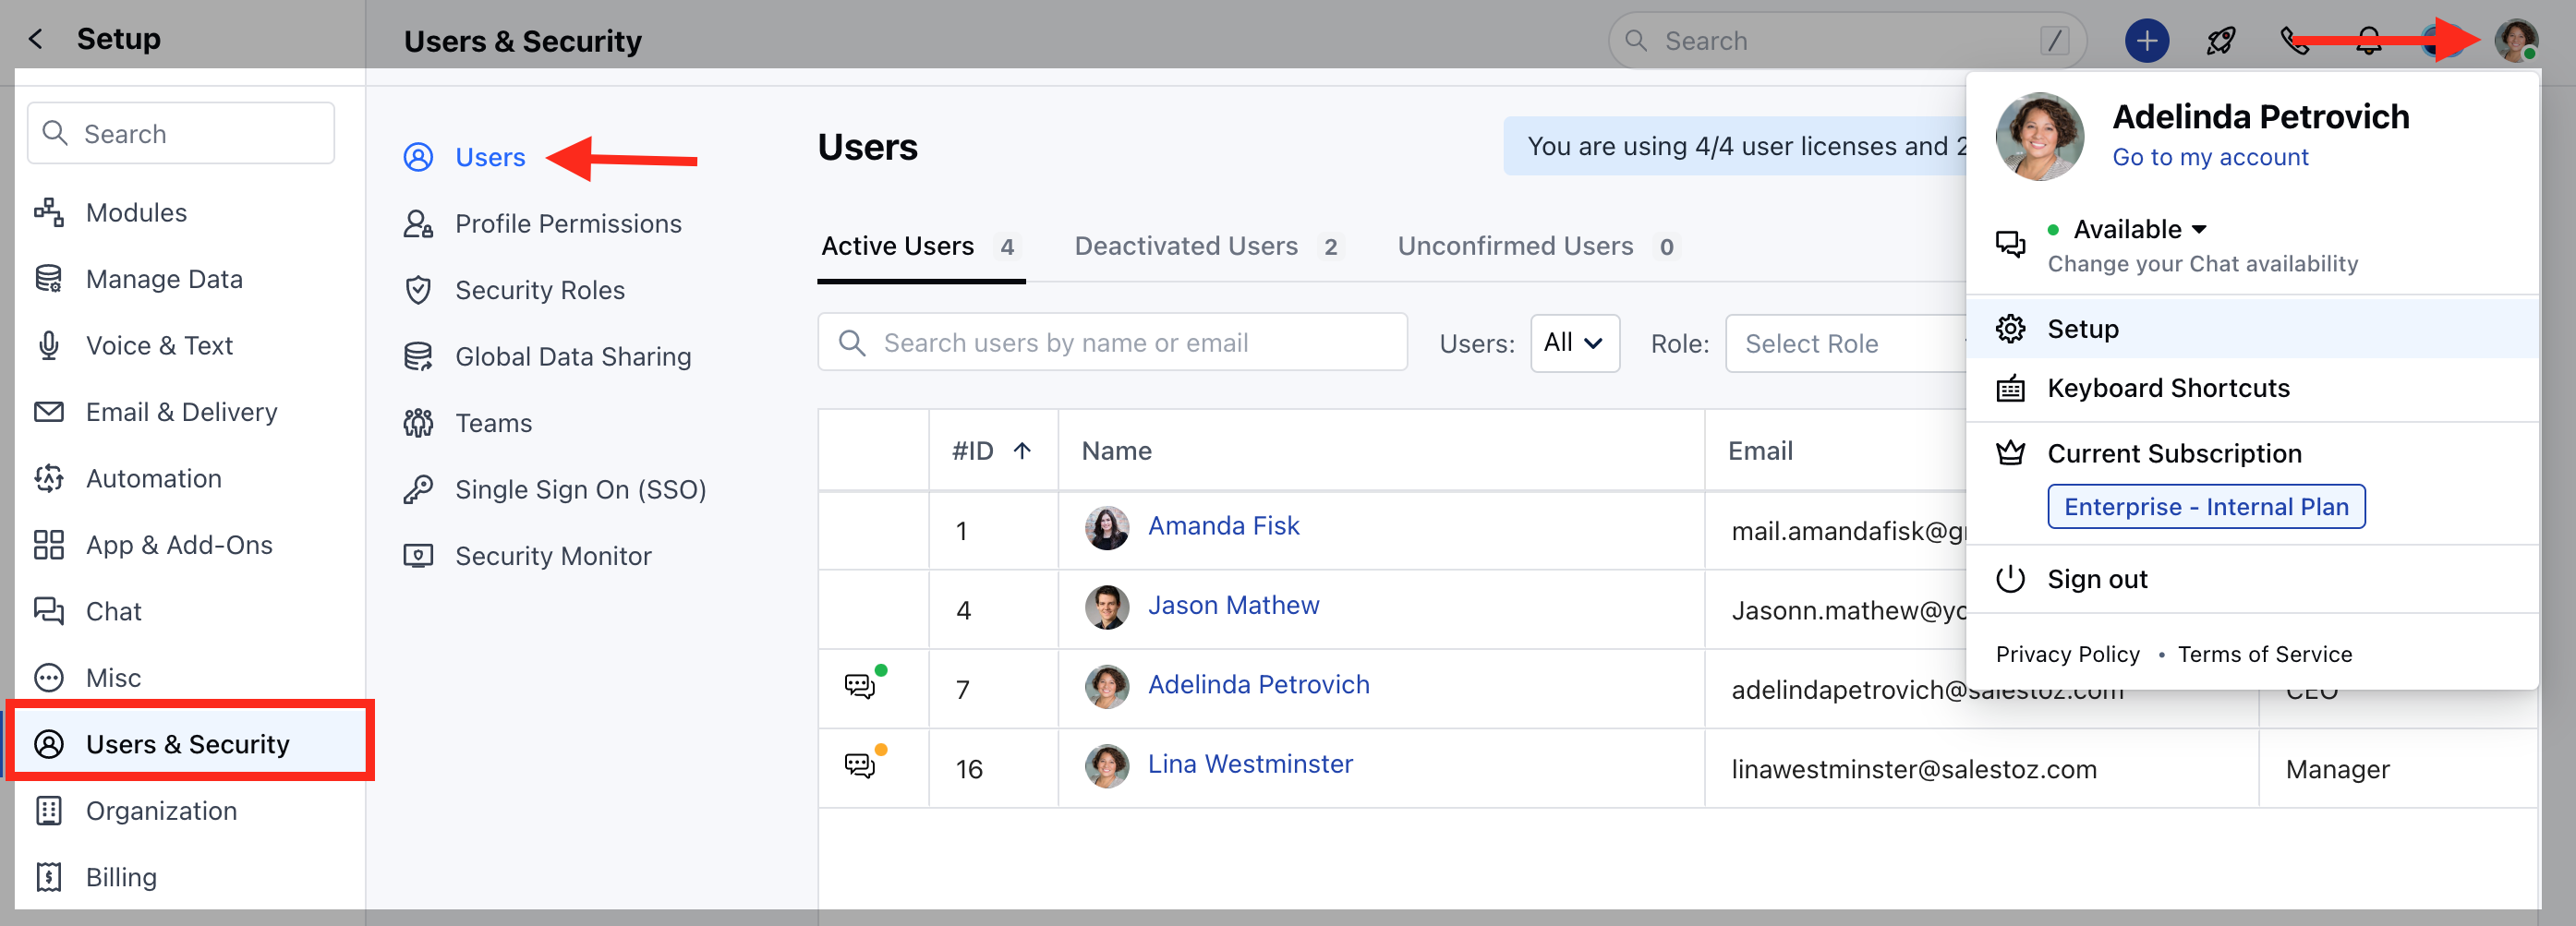 Setup
Users & Security
Search /
Search
Modules
Manage Data
Voice & Text
Email & Delivery
Automation
App & Add-Ons
Chat
Misc
Users & Security
Organization
Billing
Users
Profile Permissions
Security Roles
Global Data Sharing
Teams
Single Sign On (SSO)
Security Monitor
Users
You are using 4/4 user licenses and
Active Users 4 Deactivated Users 2 Unconfirmed Users 0
Search users by name or email Users: All Role: Select Role
#ID Name Email
1 Amanda Fisk mail.amandafisk@g
4 Jason Mathew Jasonn.mathew@yo
7 Adelinda Petrovich adelindapetrovich@salestoz.com CEO
16 Lina Westminster linawestminster@salestoz.com Manager
Adelinda Petrovich
Go to my account
Available
Change your Chat availability
Setup
Keyboard Shortcuts
Current Subscription
Enterprise - Internal Plan
Sign out
Privacy Policy • Terms of Service